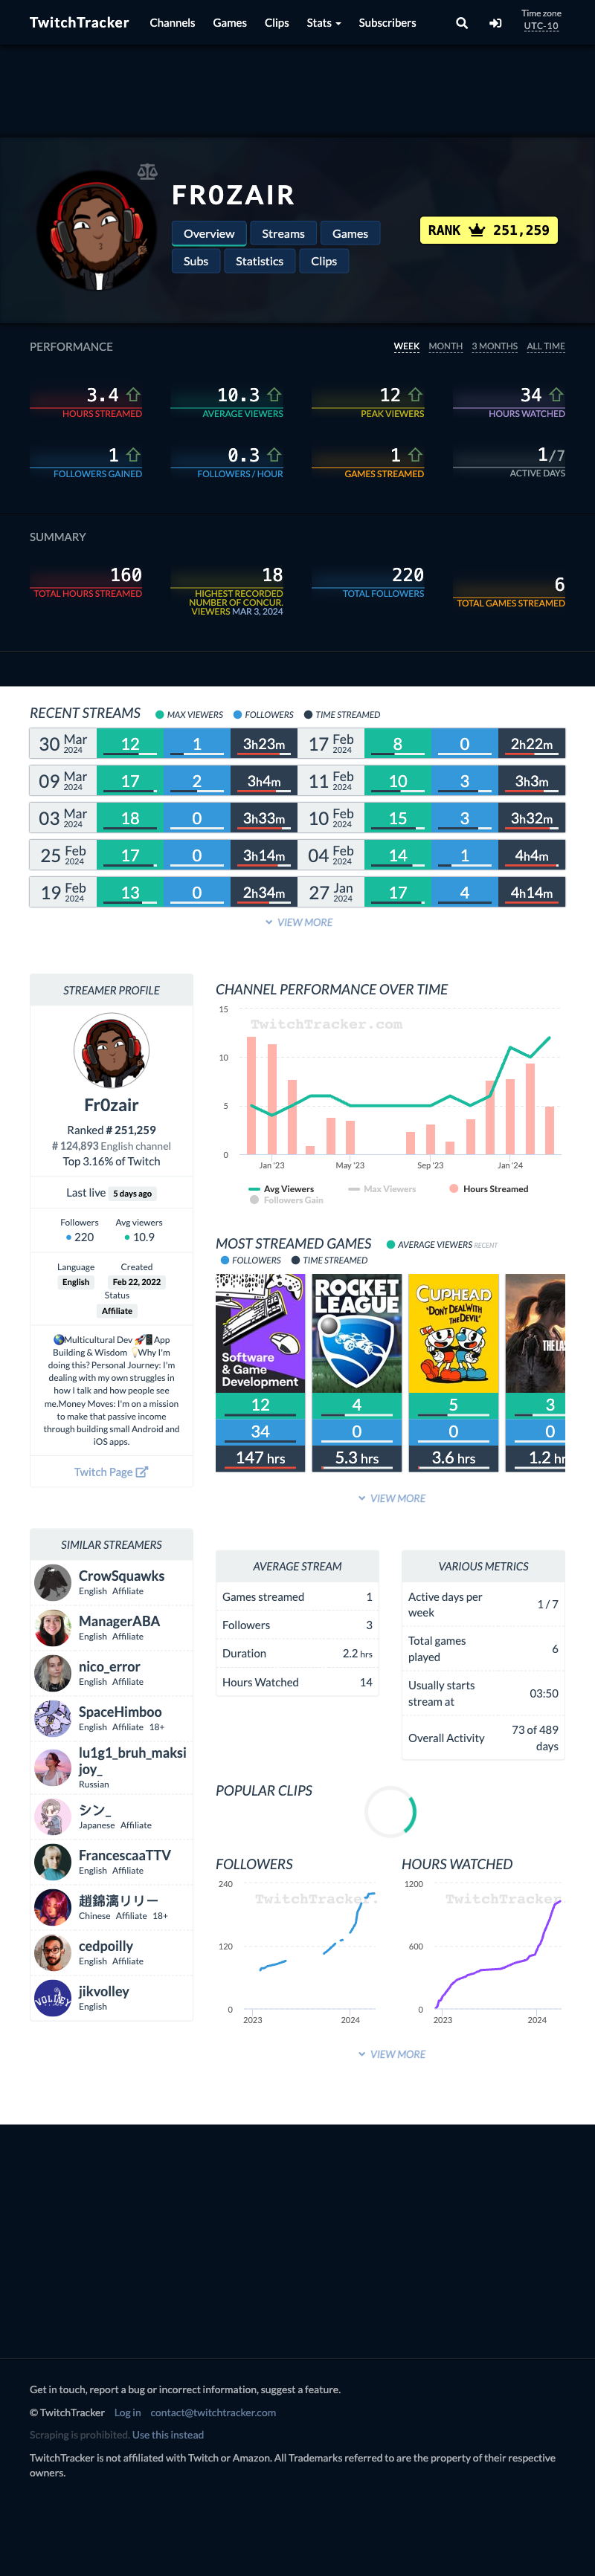 TwitchTracker Channels Games Clips Stats Subscribers
Time zone
UTC-10
FR0ZAIR
Overview Streams Games
Subs Statistics Clips
RANK 251,259
PERFORMANCE WEEK MONTH 3 MONTHS ALL TIME
3.4 10.3 12 34
HOURS STREAMED AVERAGE VIEWERS PEAK VIEWERS HOURS WATCHED
1 0.3 1 1/7
FOLLOWERS GAINED FOLLOWERS / HOUR GAMES STREAMED ACTIVE DAYS
SUMMARY
160 18 220 6
TOTAL HOURS STREAMED HIGHEST RECORDED TOTAL FOLLOWERS TOTAL GAMES STREAMED
NUMBER OF CONCUR.
VIEWERS MAR 3, 2024
RECENT STREAMS MAX VIEWERS FOLLOWERS TIME STREAMED
30 Mar 2024 12 1 3h23m 17 Feb 2024 8 0 2h22m
09 Mar 2024 17 2 3h4m 11 Feb 2024 10 3 3h3m
03 Mar 2024 18 0 3h33m 10 Feb 2024 15 3 3h32m
25 Feb 2024 17 0 3h14m 04 Feb 2024 14 1 4h4m
19 Feb 2024 13 0 2h34m 27 Jan 2024 17 4 4h14m
VIEW MORE
STREAMER PROFILE
Fr0zair
Ranked # 251,259
# 124,893 English channel
Top 3.16% of Twitch
Last live 5 days ago
Followers Avg viewers
220 10.9
Language Created
English Feb 22, 2022
Status
Affiliate
🌍Multicultural Dev 🚀📱App
Building & Wisdom 💡Why I'm
doing this? Personal Journey: I'm
dealing with my own struggles in
how I talk and how people see
me.Money Moves: I'm on a mission
to make that passive income
through building small Android and
iOS apps.
Twitch Page
CHANNEL PERFORMANCE OVER TIME
15
TwitchTracker.com
10
5
0
Jan '23 May '23 Sep '23 Jan '24
Avg Viewers Max Viewers Hours Streamed
Followers Gain
MOST STREAMED GAMES AVERAGE VIEWERS RECENT
FOLLOWERS TIME STREAMED
Software
& Game
Development
ROCKET
LEAGUE
CUPHEAD
"DON'T DEAL WITH
THE DEVIL"
THE LAS
12 4 5 3
34 0 0 0
147 hrs 5.3 hrs 3.6 hrs 1.2 hr
VIEW MORE
SIMILAR STREAMERS
CrowSquawks
English Affiliate
ManagerABA
English Affiliate
nico_error
English Affiliate
SpaceHimboo
English Affiliate 18+
lu1g1_bruh_maksi
joy_
Russian
シン_
Japanese Affiliate
FrancescaaTTV
English Affiliate
趙錦漓リリー
Chinese Affiliate 18+
cedpoilly
English Affiliate
VOLLEY
jikvolley
English
AVERAGE STREAM
Games streamed 1
Followers 3
Duration 2.2 hrs
Hours Watched 14
VARIOUS METRICS
Active days per
week 1 / 7
Total games
played 6
Usually starts
stream at 03:50
Overall Activity 73 of 489
days
POPULAR CLIPS
FOLLOWERS
240
TwitchTracker.
120
0
2023 2024
HOURS WATCHED
1200
TwitchTracker
600
0
2023 2024
VIEW MORE
Get in touch, report a bug or incorrect information, suggest a feature.
© TwitchTracker Log in contact@twitchtracker.com
Scraping is prohibited. Use this instead
TwitchTracker is not affiliated with Twitch or Amazon. All Trademarks referred to are the property of their respective
owners.